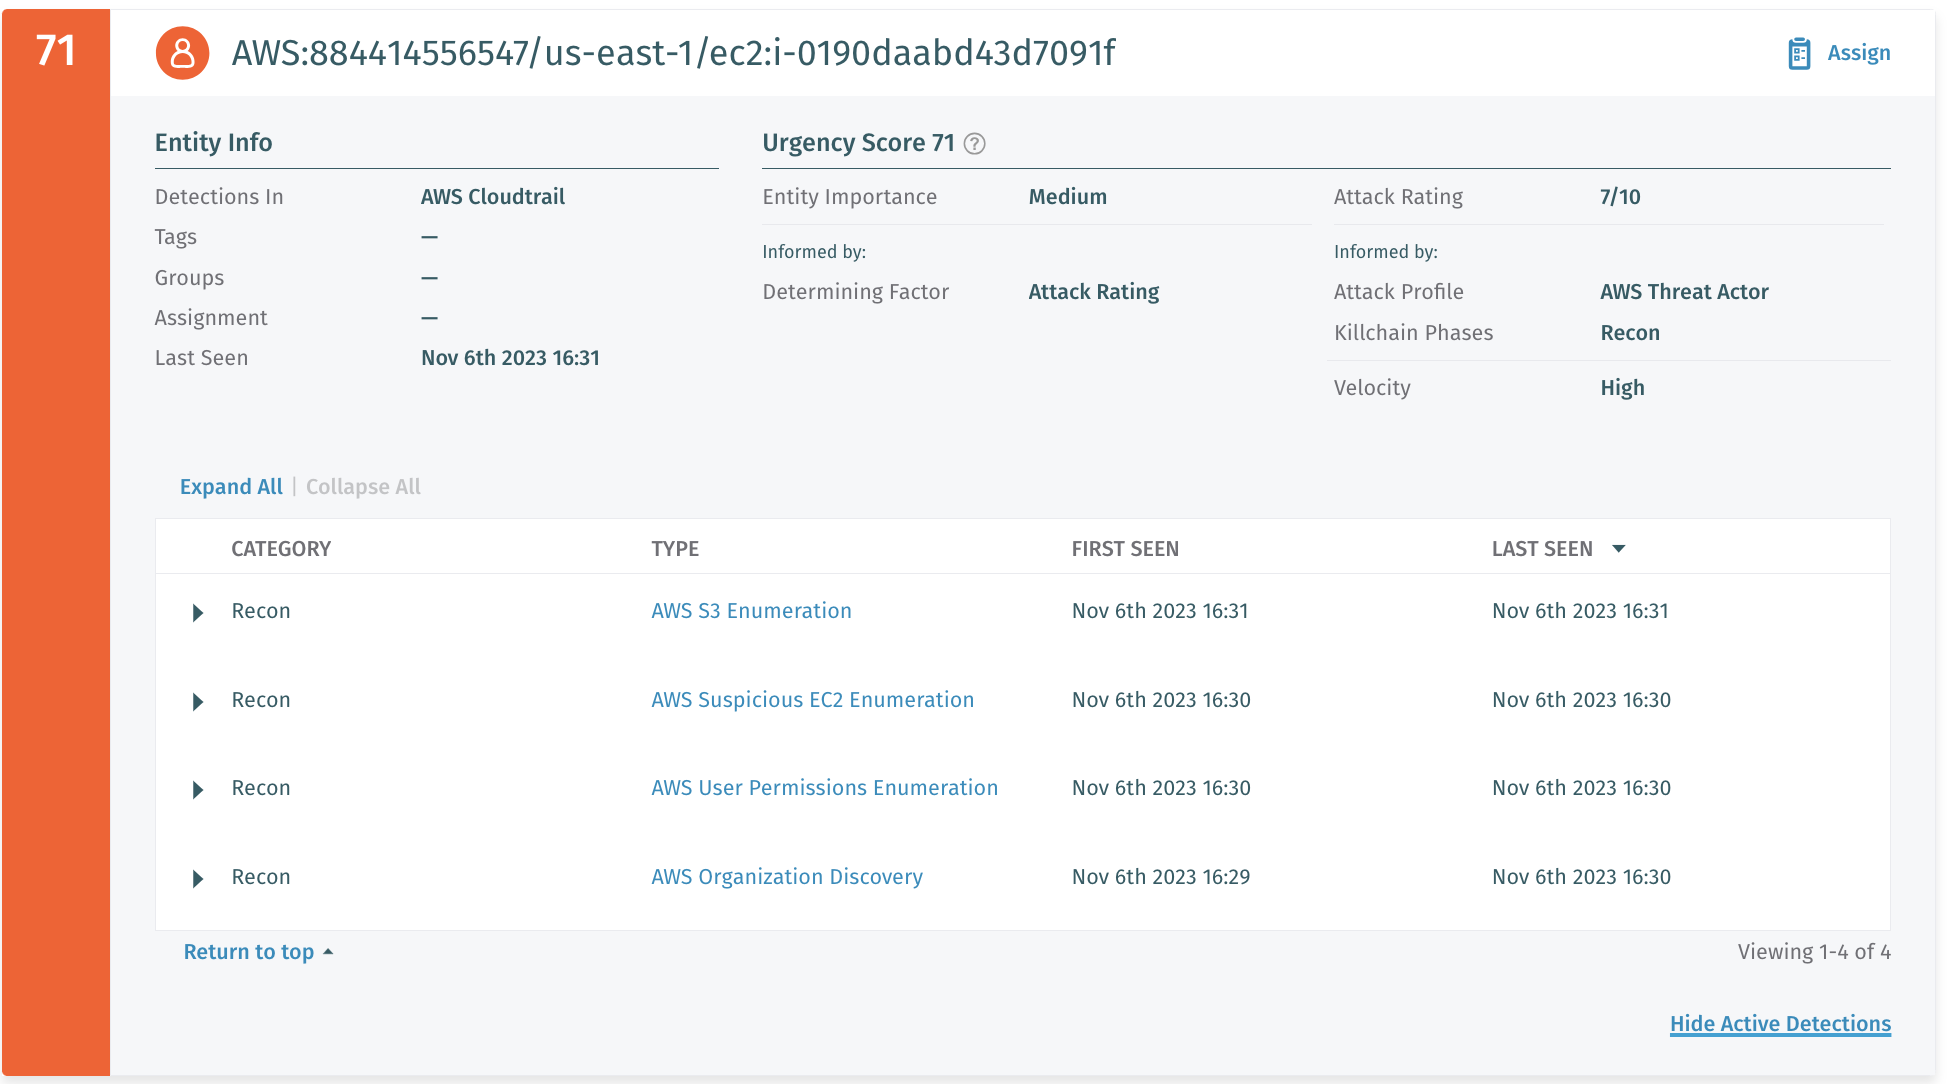 71
AWS:884414556547/us-east-1/ec2:i-0190daabd43d7091f
Assign
Entity Info
Detections In AWS Cloudtrail
Tags —
Groups —
Assignment —
Last Seen Nov 6th 2023 16:31
Urgency Score 71 ?
Entity Importance Medium
Informed by:
Determining Factor Attack Rating
Attack Rating 7/10
Informed by:
Attack Profile AWS Threat Actor
Killchain Phases Recon
Velocity High
Expand All | Collapse All
CATEGORY TYPE FIRST SEEN LAST SEEN
Recon AWS S3 Enumeration Nov 6th 2023 16:31 Nov 6th 2023 16:31
Recon AWS Suspicious EC2 Enumeration Nov 6th 2023 16:30 Nov 6th 2023 16:30
Recon AWS User Permissions Enumeration Nov 6th 2023 16:30 Nov 6th 2023 16:30
Recon AWS Organization Discovery Nov 6th 2023 16:29 Nov 6th 2023 16:30
Return to top Viewing 1-4 of 4
Hide Active Detections